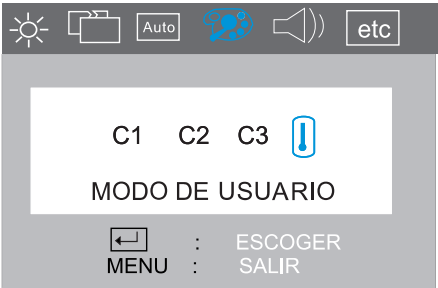 Auto etc
C1 C2 C3
MODO DE USUARIO
: ESCOGER
MENU : SALIR